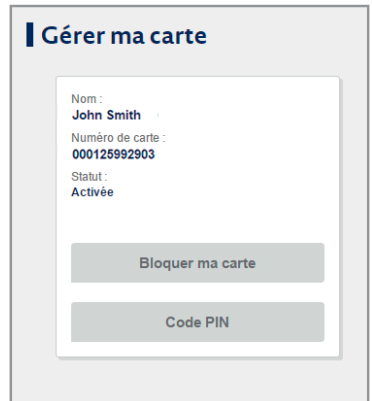 Gérer ma carte
Nom :
John Smith
Numéro de carte :
000125992903
Statut :
Activée
Bloquer ma carte
Code PIN